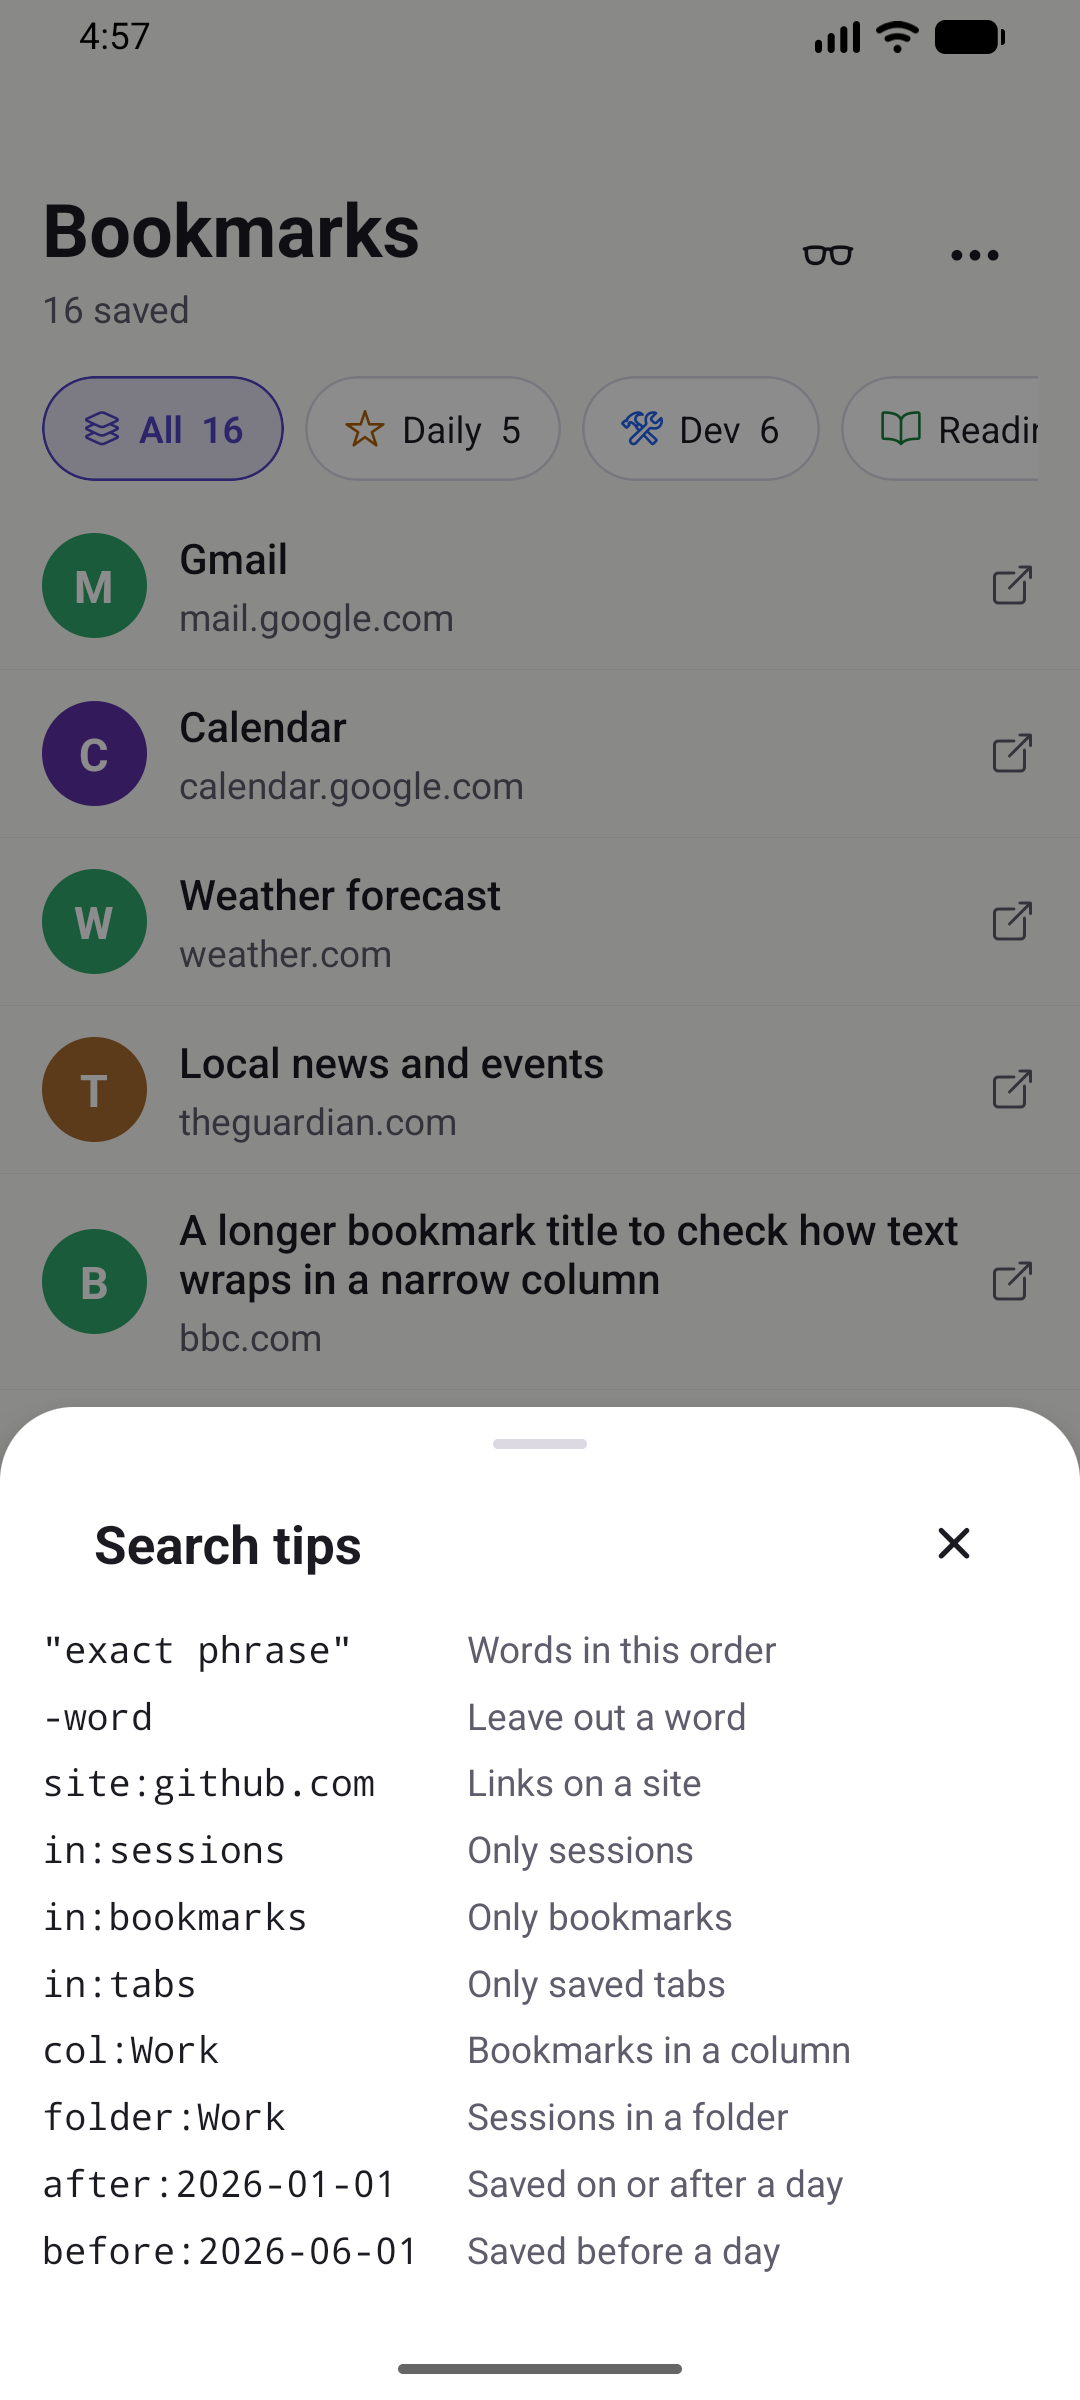 4:57
Bookmarks
16 saved
All 16
Daily 5
Dev 6
Readin
M
Gmail
mail.google.com
C
Calendar
calendar.google.com
W
Weather forecast
weather.com
T
Local news and events
theguardian.com
B
A longer bookmark title to check how text
wraps in a narrow column
bbc.com
Search tips
"exact phrase" Words in this order
-word Leave out a word
site:github.com Links on a site
in:sessions Only sessions
in:bookmarks Only bookmarks
in:tabs Only saved tabs
col:Work Bookmarks in a column
folder:Work Sessions in a folder
after:2026-01-01 Saved on or after a day
before:2026-06-01 Saved before a day